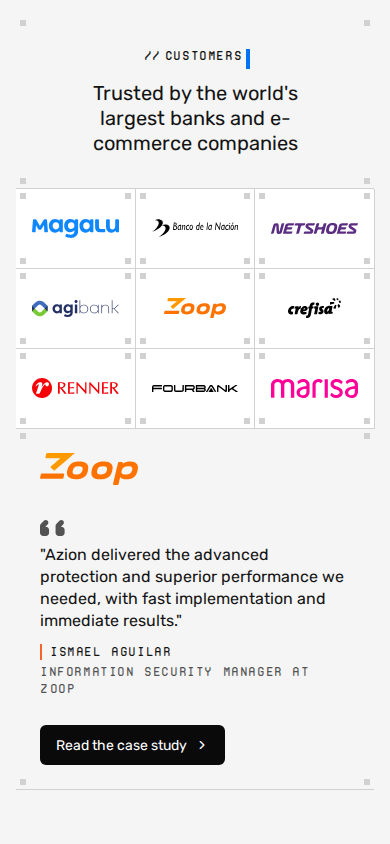 // CUSTOMERS
Trusted by the world's
largest banks and e-
commerce companies
MAGALU
Banco de la Nación
NETSHOES
agibank
Zoop
crefisa
RENNER
FOURBANK
marisa
Zoop
"Azion delivered the advanced
protection and superior performance we
needed, with fast implementation and
immediate results."
ISMAEL AGUILAR
INFORMATION SECURITY MANAGER AT
ZOOP
Read the case study